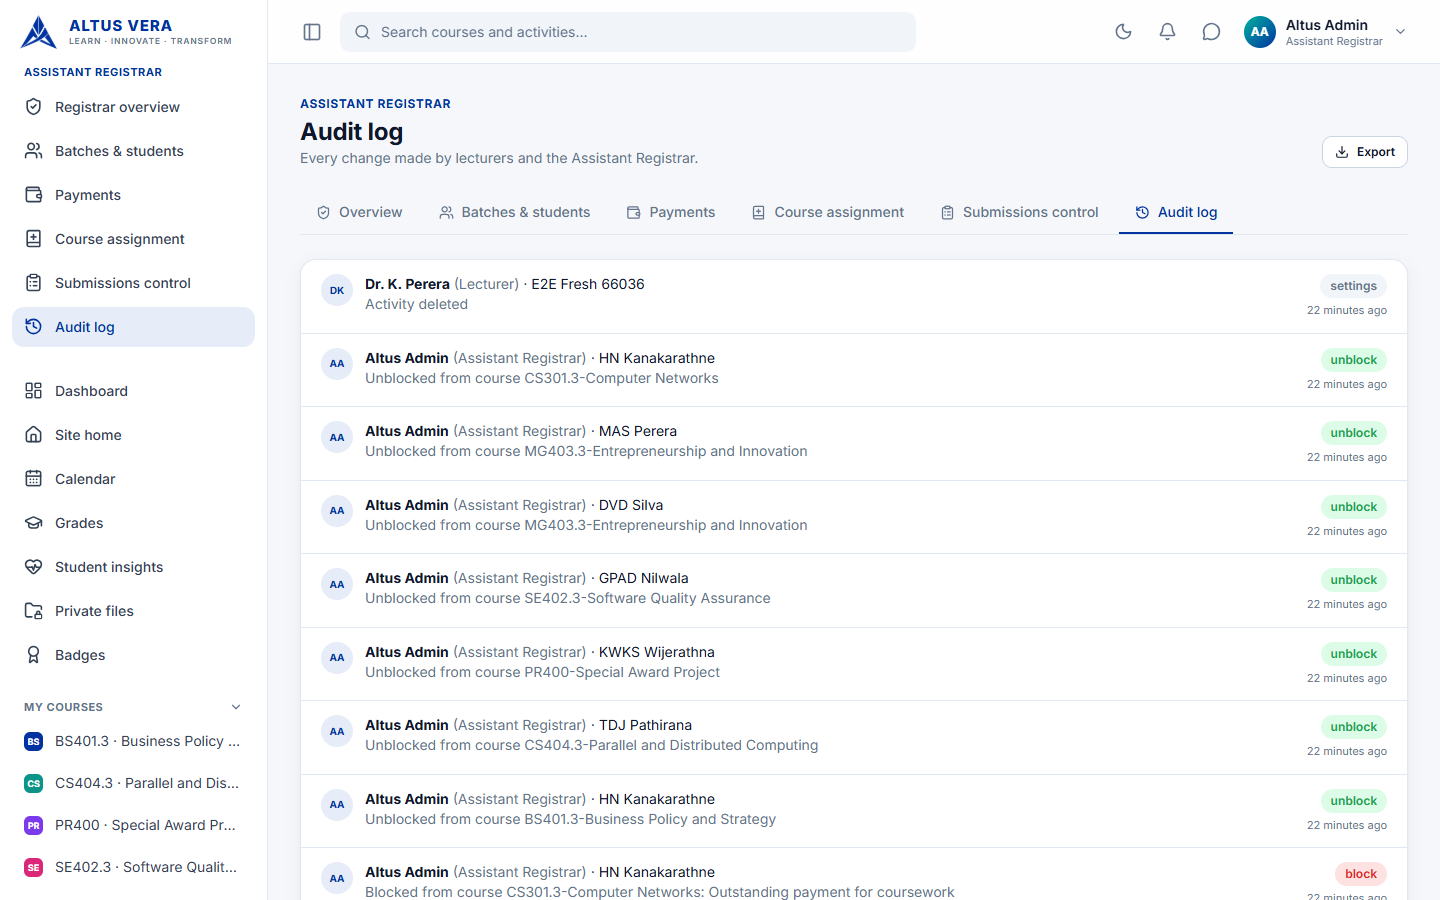 ALTUS VERA
LEARN · INNOVATE · TRANSFORM
ASSISTANT REGISTRAR
Registrar overview
Batches & students
Payments
Course assignment
Submissions control
Audit log
Dashboard
Site home
Calendar
Grades
Student insights
Private files
Badges
MY COURSES
BS BS401.3 · Business Policy ...
CS CS404.3 · Parallel and Dis...
PR PR400 · Special Award Pr...
SE SE402.3 · Software Qualit...
Search courses and activities...
AA Altus Admin
Assistant Registrar
ASSISTANT REGISTRAR
Audit log
Every change made by lecturers and the Assistant Registrar.
Export
Overview Batches & students Payments Course assignment Submissions control Audit log
DK Dr. K. Perera (Lecturer) · E2E Fresh 66036 settings
Activity deleted 22 minutes ago
AA Altus Admin (Assistant Registrar) · HN Kanakarathne unblock
Unblocked from course CS301.3-Computer Networks 22 minutes ago
AA Altus Admin (Assistant Registrar) · MAS Perera unblock
Unblocked from course MG403.3-Entrepreneurship and Innovation 22 minutes ago
AA Altus Admin (Assistant Registrar) · DVD Silva unblock
Unblocked from course MG403.3-Entrepreneurship and Innovation 22 minutes ago
AA Altus Admin (Assistant Registrar) · GPAD Nilwala unblock
Unblocked from course SE402.3-Software Quality Assurance 22 minutes ago
AA Altus Admin (Assistant Registrar) · KWKS Wijerathna unblock
Unblocked from course PR400-Special Award Project 22 minutes ago
AA Altus Admin (Assistant Registrar) · TDJ Pathirana unblock
Unblocked from course CS404.3-Parallel and Distributed Computing 22 minutes ago
AA Altus Admin (Assistant Registrar) · HN Kanakarathne unblock
Unblocked from course BS401.3-Business Policy and Strategy 22 minutes ago
AA Altus Admin (Assistant Registrar) · HN Kanakarathne block
Blocked from course CS301.3-Computer Networks: Outstanding payment for coursework 22 minutes ago